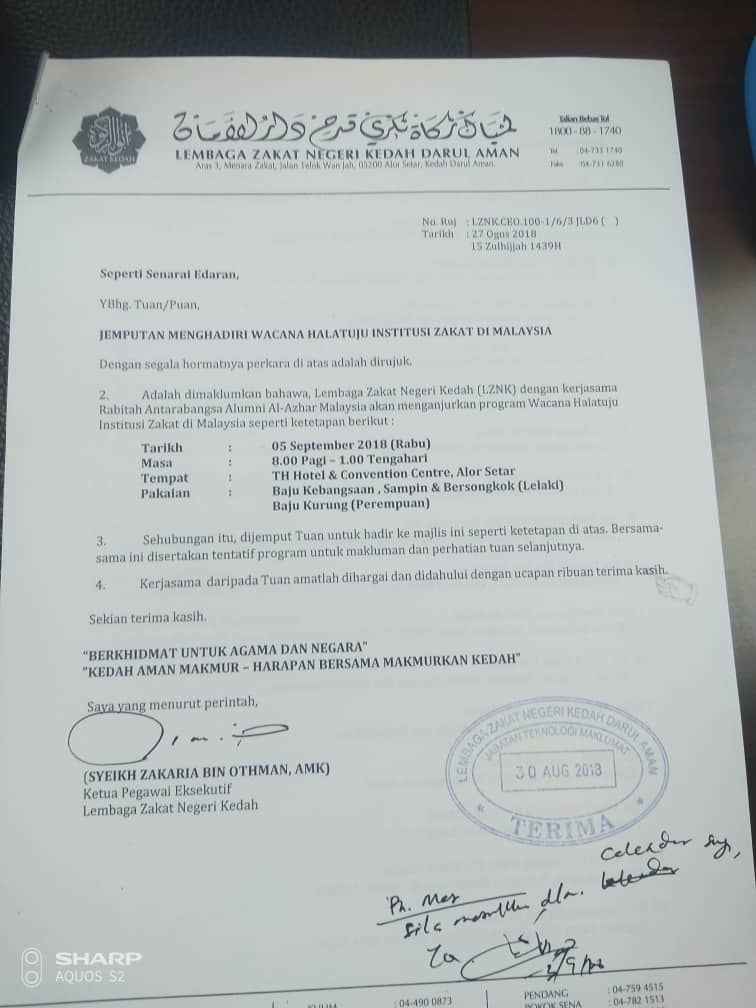 ZAKAT KEDAH
لمباݢ زكاة نݢري قدح دار الامان
LEMBAGA ZAKAT NEGERI KEDAH DARUL AMAN
Aras 3, Menara Zakat, Jalan Telok Wan Jah, 05200 Alor Setar, Kedah Darul Aman.
Talian Bebas Tol
1800 - 88 - 1740
Tel :04-733 1740
Faks :04-731 6280
No. Ruj : LZNK.CEO.100-1/6/3 JLD6 ( )
Tarikh : 27 Ogos 2018
15 Zulhijjah 1439H
Seperti Senarai Edaran,
YBhg. Tuan/Puan,
JEMPUTAN MENGHADIRI WACANA HALATUJU INSTITUSI ZAKAT DI MALAYSIA
Dengan segala hormatnya perkara di atas adalah dirujuk.
2. Adalah dimaklumkan bahawa, Lembaga Zakat Negeri Kedah (LZNK) dengan kerjasama
Rabitah Antarabangsa Alumni Al-Azhar Malaysia akan menganjurkan program Wacana Halatuju
Institusi Zakat di Malaysia seperti ketetapan berikut :
Tarikh : 05 September 2018 (Rabu)
Masa : 8.00 Pagi – 1.00 Tengahari
Tempat : TH Hotel & Convention Centre, Alor Setar
Pakaian : Baju Kebangsaan , Sampin & Bersongkok (Lelaki)
Baju Kurung (Perempuan)
3. Sehubungan itu, dijemput Tuan untuk hadir ke majlis ini seperti ketetapan di atas. Bersama-
sama ini disertakan tentatif program untuk makluman dan perhatian tuan selanjutnya.
4. Kerjasama daripada Tuan amatlah dihargai dan didahului dengan ucapan ribuan terima kasih.
Sekian terima kasih.
"BERKHIDMAT UNTUK AGAMA DAN NEGARA"
"KEDAH AMAN MAKMUR – HARAPAN BERSAMA MAKMURKAN KEDAH"
Saya yang menurut perintah,
(SYEIKH ZAKARIA BIN OTHMAN, AMK)
Ketua Pegawai Eksekutif
Lembaga Zakat Negeri Kedah
LEMBAGA ZAKAT NEGERI KEDAH DARUL AMAN
JABATAN TEKNOLOGI MAKLUMAT
30 AUG 2018
TERIMA
Pn. Mas
sila masukkan dlm.
SHARP
AQUOS S2
: 04-490 0873
PENDANG : 04-759 4515
POKOK SENA : 04-782 1513